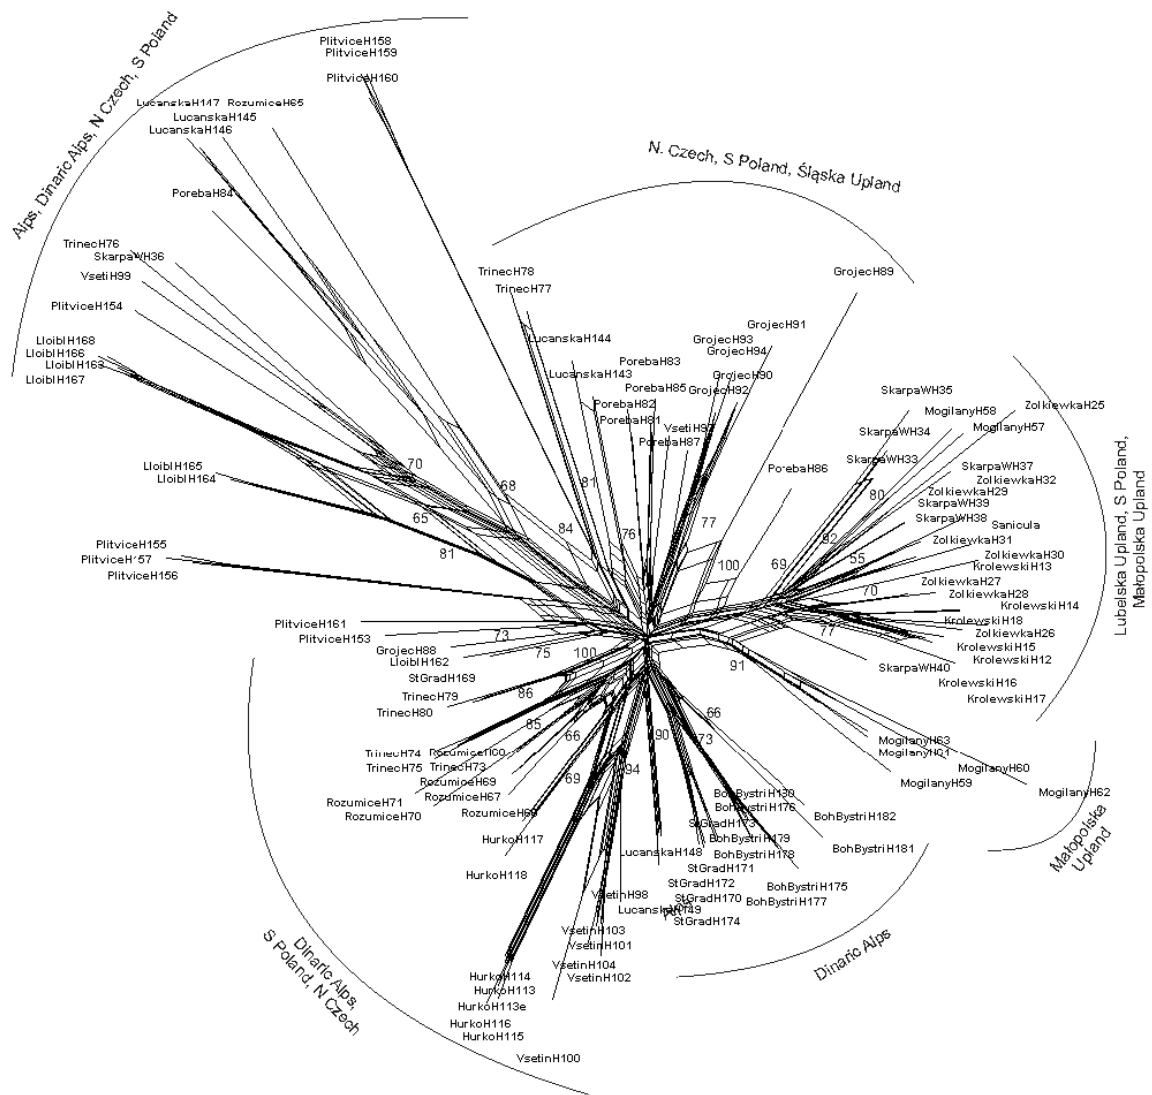 Alps, Dinaric Alps, N Czech, S Poland
PlitviceH158
PlitviceH159
PlitviceH160
LucanskaH147
RozumiceH65
LucanskaH145
LucanskaH146
PorebaH84
TrinecH76
SkarpaWH36
VsetiH99
PlitviceH154
LloiblH168
LloiblH166
LloiblH163
LloiblH167
LloiblH165
LloiblH164
PlitviceH155
PlitviceH157
PlitviceH156
70
68
65
81
N. Czech, S Poland, Śląska Upland
TrinecH78
TrinecH77
GrojecH89
LucanskaH144
LucanskaH143
GrojecH91
GrojecH93
GrojecH94
PorebaH83
GrojecH90
PorebaH85
GrojecH92
PorebaH82
PorebaH81
VsetiH97
PorebaH87
PorebaH86
81
84
76
77
100
Lubelska Upland, S Poland,
Małopolska Upland
SkarpaWH35
MogilanyH58
ZolkiewkaH25
SkarpaWH34
MogilanyH57
SkarpaWH33
SkarpaWH37
ZolkiewkaH32
ZolkiewkaH29
SkarpaWH39
SkarpaWH38
Sanicula
ZolkiewkaH31
ZolkiewkaH30
KrolewskiH13
ZolkiewkaH27
ZolkiewkaH28
KrolewskiH14
KrolewskiH18
ZolkiewkaH26
KrolewskiH15
KrolewskiH12
SkarpaWH40
KrolewskiH16
KrolewskiH17
80
92
69
55
70
77
91
MogilanyH63
MogilanyH61
MogilanyH60
MogilanyH59
MogilanyH62
Małopolska
Upland
PlitviceH161
PlitviceH153
GrojecH88
LloiblH162
StGradH169
TrinecH79
TrinecH80
73
75
100
86
85
66
69
94
90
66
73
TrinecH74
TrinecH75
TrinecH73
RozumiceH69
RozumiceH71
RozumiceH67
RozumiceH70
HurkoH117
HurkoH118
BohBystriH130
BohBystriH176
BohBystriH182
StGradH173
BohBystriH179
BohBystriH181
LucanskaH148
BohBystriH178
StGradH171
StGradH172
BohBystriH175
StGradH170
BohBystriH177
StGradH174
VsetinH98
LucanskaH149
VsetinH103
VsetinH101
VsetinH104
VsetinH102
HurkoH114
HurkoH113
HurkoH113e
HurkoH116
HurkoH115
VsetinH100
Dinaric Alps
Dinaric Alps,
S Poland, N Czech